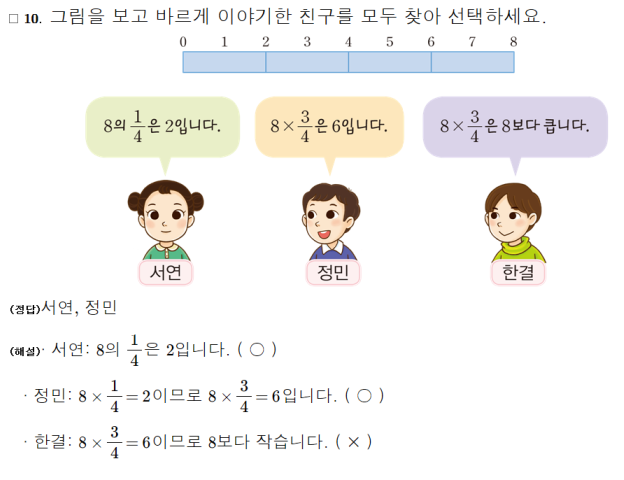 □ 10. 그림을 보고 바르게 이야기한 친구를 모두 찾아 선택하세요.
0 1 2 3 4 5 6 7 8
8의 1/4은 2입니다.
8×3/4은 6입니다.
8×3/4은 8보다 큽니다.
서연
정민
한결
(정답)서연, 정민
(해설)· 서연: 8의 1/4은 2입니다. ( ○ )
· 정민: 8 × 1/4 = 2이므로 8 × 3/4 = 6입니다. ( ○ )
· 한결: 8 × 3/4 = 6이므로 8보다 작습니다. ( × )